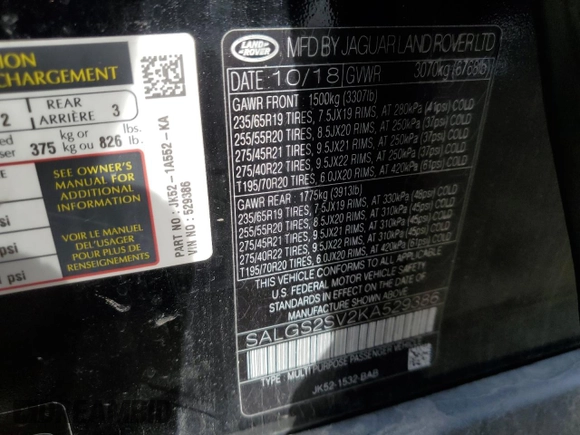 ION
CHARGEMENT
2 REAR 3
ARRIÈRE
375 kg or 826 lbs.
kg ou lb.
SEE OWNER'S
MANUAL FOR
ADDITIONAL
INFORMATION
VOIR LE MANUEL
DE L'USAGER
POUR PLUS DE
RENSEIGNEMENTS
psi
psi
psi
PART NO: JK52-1A552-KA
VIN NO: 529386
LAND ROVER
MFD BY JAGUAR LAND ROVER LTD
DATE: 10/18 GVWR 3070kg
GAWR FRONT : 1500kg (3307lb)
235/65R19 TIRES, 7.5JX19 RIMS, AT 280kPa (41psi) COLD
255/55R20 TIRES, 8.5JX20 RIMS, AT 250kPa (37psi) COLD
275/45R21 TIRES, 9.5JX21 RIMS, AT 250kPa (37psi) COLD
275/40R22 TIRES, 9.5JX22 RIMS, AT 250kPa (37psi) COLD
T195/70R20 TIRES, 6.0JX20 RIMS, AT 420kPa (61psi) COLD
GAWR REAR : 1775kg (3913lb)
235/65R19 TIRES, 7.5JX19 RIMS, AT 330kPa (48psi) COLD
255/55R20 TIRES, 8.5JX20 RIMS, AT 310kPa (45psi) COLD
275/45R21 TIRES, 9.5JX21 RIMS, AT 310kPa (45psi) COLD
275/40R22 TIRES, 9.5JX22 RIMS, AT 310kPa (45psi) COLD
T195/70R20 TIRES, 6.0JX20 RIMS, AT 420kPa (61psi) COLD
THIS VEHICLE CONFORMS TO ALL APPLICABLE
U.S. FEDERAL MOTOR VEHICLE SAFETY
STANDARDS IN EFFECT ON THE DATE OF
MANUFACTURE SHOWN ABOVE.
SALGS2SV2KA529386
TYPE: MULTIPURPOSE PASSENGER VEHICLE
JK52-1532-BAB